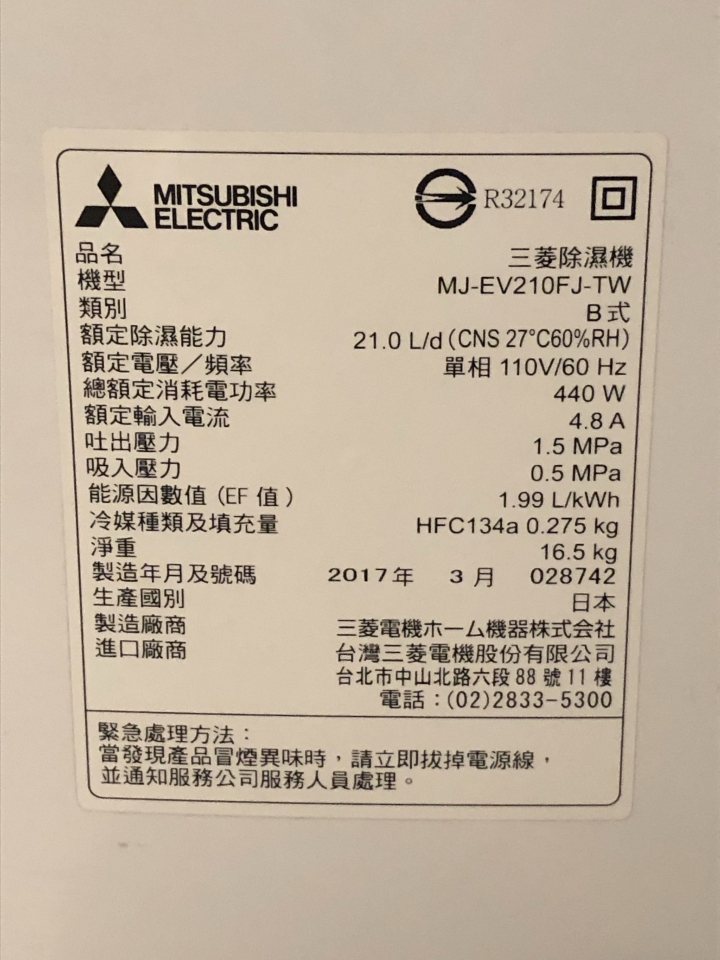 MITSUBISHI
ELECTRIC
R32174
品名 三菱除濕機
機型 MJ-EV210FJ-TW
類別 B式
額定除濕能力 21.0 L/d (CNS 27°C60%RH)
額定電壓／頻率 單相 110V/60 Hz
總額定消耗電功率 440 W
額定輸入電流 4.8 A
吐出壓力 1.5 MPa
吸入壓力 0.5 MPa
能源因數值 (EF 值) 1.99 L/kWh
冷媒種類及填充量 HFC134a 0.275 kg
淨重 16.5 kg
製造年月及號碼 2017年 3月 028742
生產國別 日本
製造廠商 三菱電機ホーム機器株式会社
進口廠商 台灣三菱電機股份有限公司
台北市中山北路六段 88 號 11 樓
電話：(02)2833-5300
緊急處理方法：
當發現產品冒煙異味時，請立即拔掉電源線，
並通知服務公司服務人員處理。